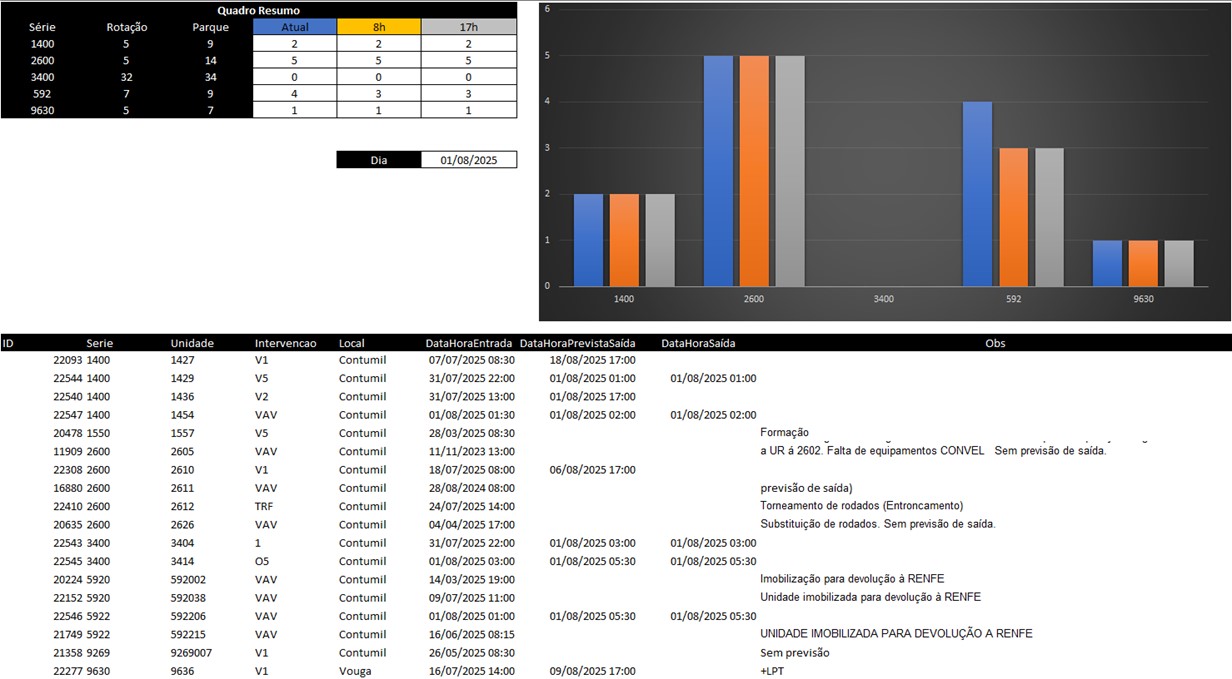 Quadro Resumo
Série Rotação Parque Atual 8h 17h
1400 5 9 2 2 2
2600 5 14 5 5 5
3400 32 34 0 0 0
592 7 9 4 3 3
9630 5 7 1 1 1
Dia 01/08/2025
6
5
4
3
2
1
0
1400 2600 3400 592 9630
ID Serie Unidade Intervencao Local DataHoraEntrada DataHoraPrevistaSaída DataHoraSaída Obs
22093 1400 1427 V1 Contumil 07/07/2025 08:30 18/08/2025 17:00
22544 1400 1429 V5 Contumil 31/07/2025 22:00 01/08/2025 01:00 01/08/2025 01:00
22540 1400 1436 V2 Contumil 31/07/2025 13:00 01/08/2025 17:00
22547 1400 1454 VAV Contumil 01/08/2025 01:30 01/08/2025 02:00 01/08/2025 02:00
20478 1550 1557 V5 Contumil 28/03/2025 08:30 Formação
11909 2600 2605 VAV Contumil 11/11/2023 13:00 a UR á 2602. Falta de equipamentos CONVEL Sem previsão de saída.
22308 2600 2610 V1 Contumil 18/07/2025 08:00 06/08/2025 17:00
16880 2600 2611 VAV Contumil 28/08/2024 08:00 previsão de saída)
22410 2600 2612 TRF Contumil 24/07/2025 14:00 Torneamento de rodados (Entroncamento)
20635 2600 2626 VAV Contumil 04/04/2025 17:00 Substituição de rodados. Sem previsão de saída.
22543 3400 3404 1 Contumil 31/07/2025 22:00 01/08/2025 03:00 01/08/2025 03:00
22545 3400 3414 O5 Contumil 01/08/2025 03:00 01/08/2025 05:30 01/08/2025 05:30
20224 5920 592002 VAV Contumil 14/03/2025 19:00 Imobilização para devolução à RENFE
22152 5920 592038 VAV Contumil 09/07/2025 11:00 Unidade imobilizada para devolução à RENFE
22546 5922 592206 VAV Contumil 01/08/2025 01:00 01/08/2025 05:30 01/08/2025 05:30
21749 5922 592215 VAV Contumil 16/06/2025 08:15 UNIDADE IMOBILIZADA PARA DEVOLUÇÃO A RENFE
21358 9269 9269007 V1 Contumil 26/05/2025 08:30 Sem previsão
22277 9630 9636 V1 Vouga 16/07/2025 14:00 09/08/2025 17:00 +LPT